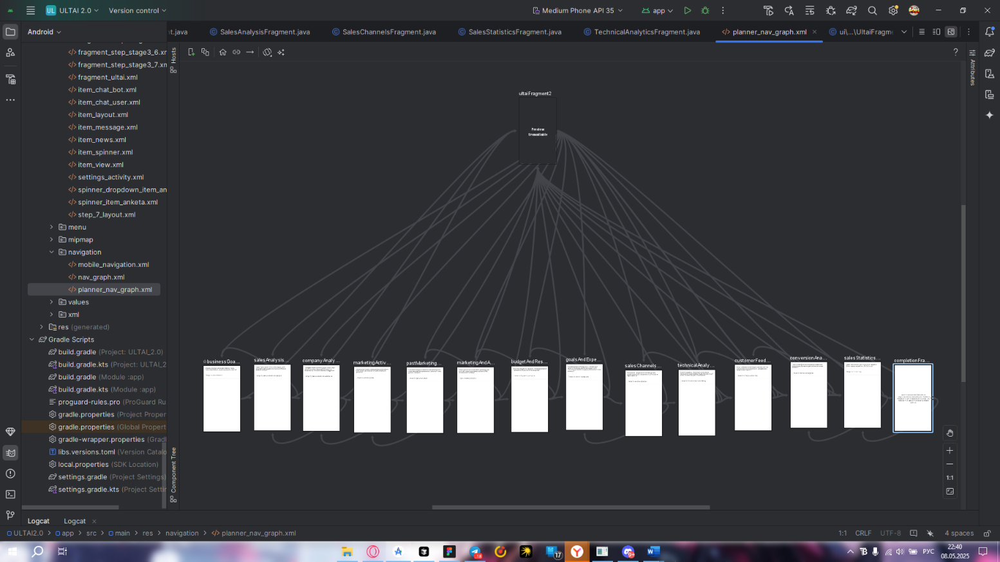 UL ULTAI 2.0
Version control
Medium Phone API 35
app
Android
nt.java
SalesAnalysisFragment.java
SalesChannelsFragment.java
SalesStatisticsFragment.java
TechnicalAnalyticsFragment.java
planner_nav_graph.xml
ui\...\UltaiFragme
fragment_step_stage3_6.xm
fragment_step_stage3_7.xm
fragment_ultai.xml
item_chat_bot.xml
item_chat_user.xml
item_layout.xml
item_message.xml
item_news.xml
item_spinner.xml
item_view.xml
settings_activity.xml
spinner_dropdown_item_an
spinner_item_anketa.xml
step_7_layout.xml
menu
mipmap
navigation
mobile_navigation.xml
nav_graph.xml
planner_nav_graph.xml
values
xml
res (generated)
Gradle Scripts
build.gradle (Project: ULTAI_2.0)
build.gradle.kts (Project: ULTAI_2
build.gradle (Module :app)
build.gradle.kts (Module :app)
proguard-rules.pro (ProGuard Ru
gradle.properties (Project Proper
gradle.properties (Global Propert
gradle-wrapper.properties (Grad
libs.versions.toml (Version Catalo
local.properties (SDK Location)
settings.gradle (Project Settings)
settings.gradle.kts (Project Settin
Hosts
Component Tree
Attributes
?
ultaiFragment2
Preview
Unavailable
businessGoa...
salesAnalysis...
companyAnaly...
marketingActiv...
pastMarketing...
marketingAndA...
budgetAndRes...
goalsAndExpe...
salesChannels...
technicalAnaly...
customerFeed...
conversionAna...
salesStatistics...
completionFra...
1:1
Logcat
Logcat
ULTAI2.0 > app > src > main > res > navigation > planner_nav_graph.xml
1:1 CRLF UTF-8 4 spaces
17
РУС
22:40
08.05.2025